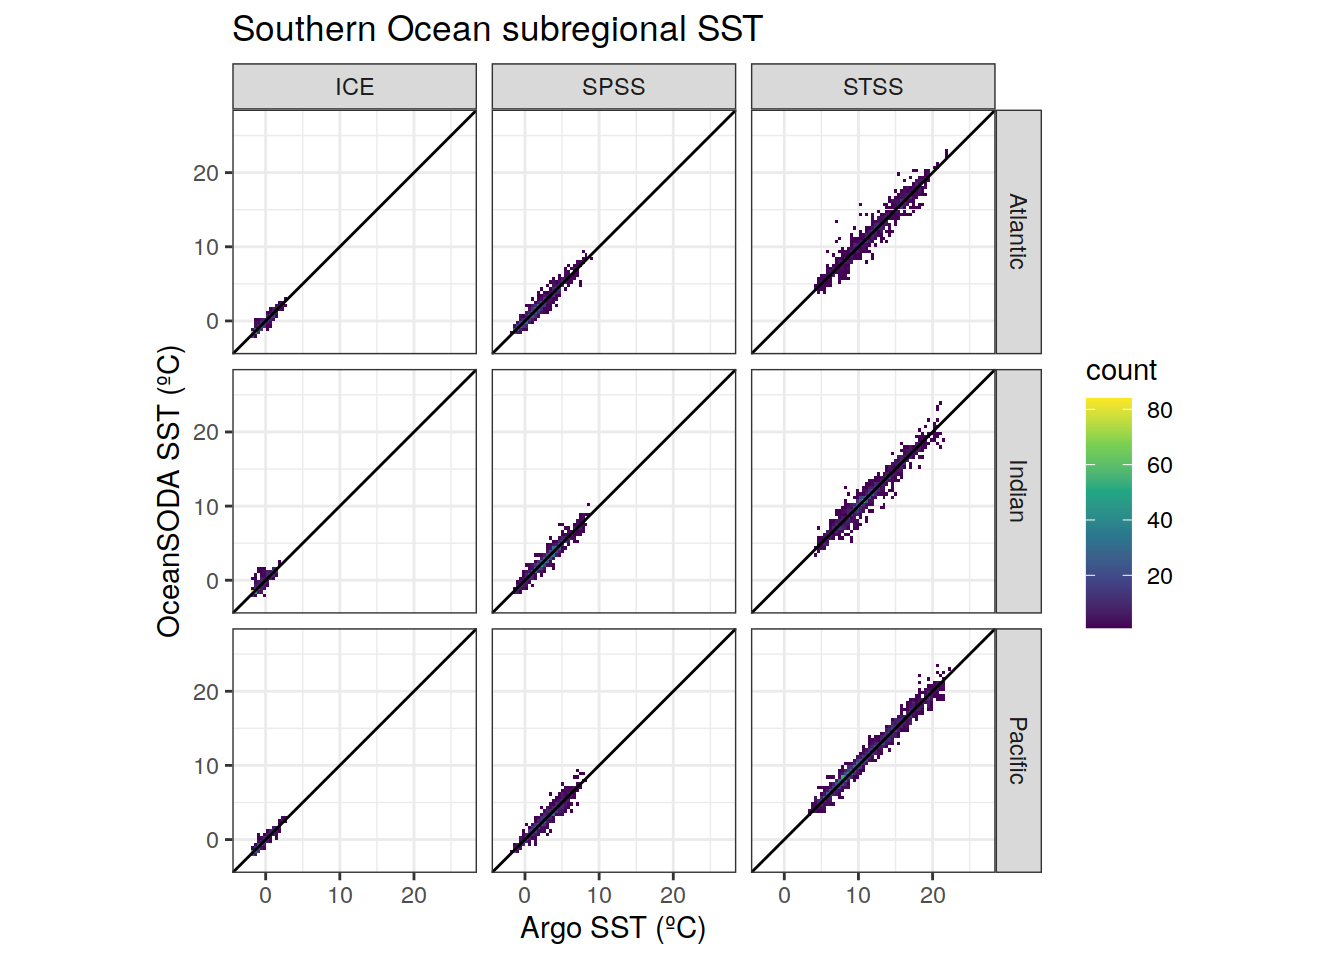 Southern Ocean subregional SST
ICE SPSS STSS
20
10
0
Atlantic
20
10
0
Indian
20
10
0
Pacific
0 10 20 0 10 20 0 10 20
Argo SST (ºC)
OceanSODA SST (ºC)
count
80
60
40
20